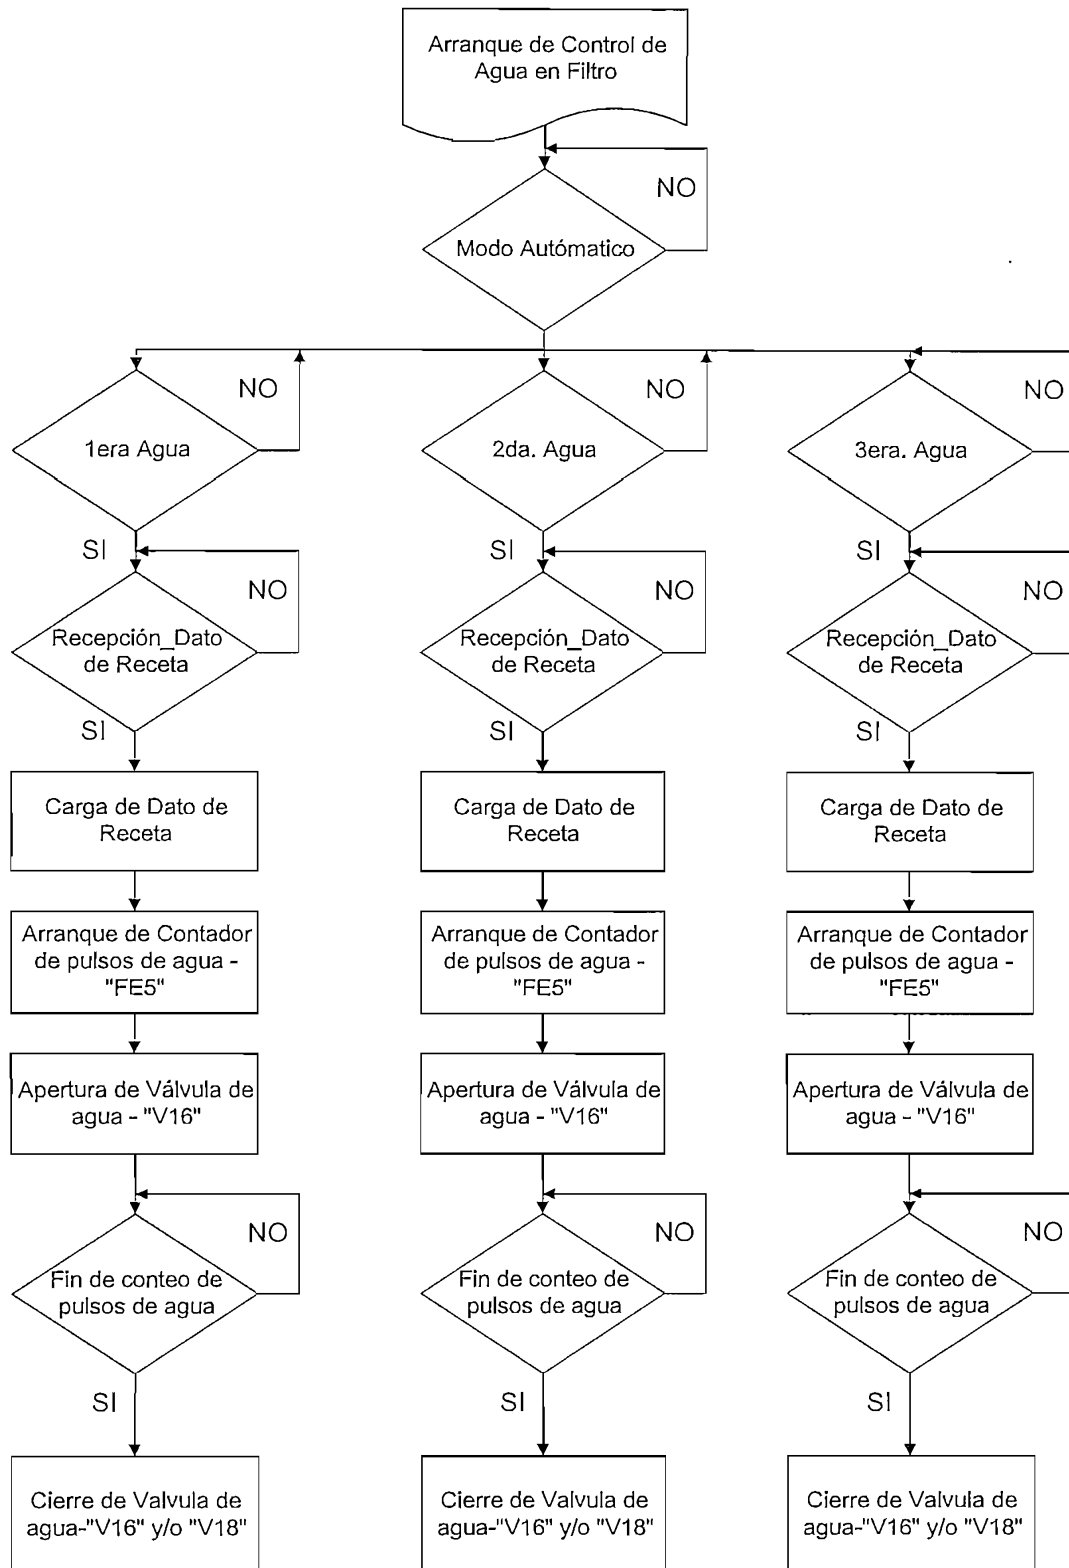 Arranque de Control de
Agua en Filtro
NO
Modo Autómatico
NO
1era Agua
SI
NO
Recepción_Dato
de Receta
SI
Carga de Dato de
Receta
Arranque de Contador
de pulsos de agua -
"FE5"
Apertura de Válvula de
agua - "V16"
NO
Fin de conteo de
pulsos de agua
SI
Cierre de Valvula de
agua-"V16" y/o "V18"
NO
2da. Agua
SI
NO
Recepción_Dato
de Receta
SI
Carga de Dato de
Receta
Arranque de Contador
de pulsos de agua -
"FE5"
Apertura de Válvula de
agua - "V16"
NO
Fin de conteo de
pulsos de agua
SI
Cierre de Valvula de
agua-"V16" y/o "V18"
NO
3era. Agua
SI
NO
Recepción_Dato
de Receta
SI
Carga de Dato de
Receta
Arranque de Contador
de pulsos de agua -
"FE5"
Apertura de Válvula de
agua - "V16"
NO
Fin de conteo de
pulsos de agua
SI
Cierre de Valvula de
agua-"V16" y/o "V18"